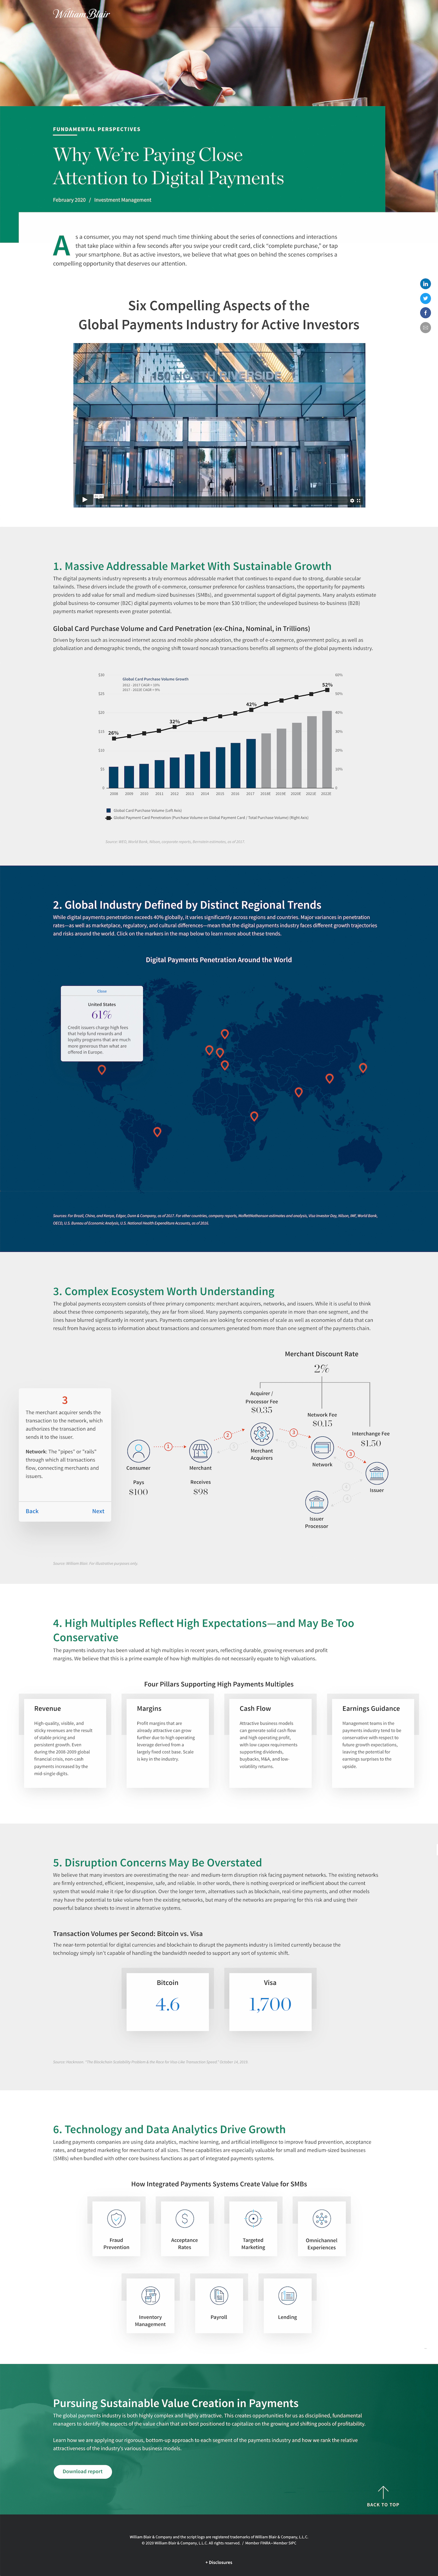 William Blair
FUNDAMENTAL PERSPECTIVES
Why We're Paying Close
Attention to Digital Payments
February 2020 / Investment Management
As a consumer, you may not spend much time thinking about the series of connections and interactions
that take place within a few seconds after you swipe your credit card, click "complete purchase," or tap
your smartphone. But as active investors, we believe that what goes on behind the scenes comprises a
compelling opportunity that deserves our attention.
Six Compelling Aspects of the
Global Payments Industry for Active Investors
150 NORTH RIVERSIDE
1. Massive Addressable Market With Sustainable Growth
The digital payments industry represents a truly enormous addressable market that continues to expand due to strong, durable secular
tailwinds. These drivers include the growth of e-commerce, consumer preference for cashless transactions, the opportunity for payments
providers to add value for small and medium-sized businesses (SMBs), and governmental support of digital payments. Many analysts estimate
global business-to-consumer (B2C) digital payments volumes to be more than $30 trillion; the undeveloped business-to-business (B2B)
payments market represents even greater potential.
Global Card Purchase Volume and Card Penetration (ex-China, Nominal, in Trillions)
Driven by forces such as increased internet access and mobile phone adoption, the growth of e-commerce, government policy, as well as
globalization and demographic trends, the ongoing shift toward noncash transactions benefits all segments of the global payments industry.
Global Card Purchase Volume Growth
2012 - 2017 CAGR = 10%
2017 - 2022E CAGR = 9%
$30
$25
$20
$15
$10
$5
0
60%
50%
40%
30%
20%
10%
0
26%
32%
42%
52%
2008 2009 2010 2011 2012 2013 2014 2015 2016 2017 2018E 2019E 2020E 2021E 2022E
Global Card Purchase Volume (Left Axis)
Global Payment Card Penetration (Purchase Volume on Global Payment Card / Total Purchase Volume) (Right Axis)
2. Global Industry Defined by Distinct Regional Trends
While digital payments penetration exceeds 40% globally, it varies significantly across regions and countries. Major variances in penetration
rates—as well as marketplace, regulatory, and cultural differences—mean that the digital payments industry faces different growth trajectories
and risks around the world. Click on the markers in the map below to learn more about these trends.
Digital Payments Penetration Around the World
Close
United States
61%
Credit issuers charge high fees
that help fund rewards and
loyalty programs that are much
more generous than what are
offered in Europe.
Sources: For Brazil, China, and Kenya, Edgar, Dunn & Company, as of 2017. For other countries, company reports, MoffettNathanson estimates and analysis, Visa Investor Day, Nilson, IMF, World Bank,
OECD, U.S. Bureau of Economic Analysis, U.S. National Health Expenditure Accounts, as of 2016.
3. Complex Ecosystem Worth Understanding
The global payments ecosystem consists of three primary components: merchant acquirers, networks, and issuers. While it is useful to think
about these three components separately, they are far from siloed. Many payments companies operate in more than one segment, and the
lines have blurred significantly in recent years. Payments companies are looking for economies of scale as well as economies of data that can
result from having access to information about transactions and consumers generated from more than one segment of the payments chain.
Merchant Discount Rate
2%
Acquirer /
Processor Fee
$0.35
Network Fee
$0.15
Interchange Fee
$1.50
3
The merchant acquirer sends the
transaction to the network, which
authorizes the transaction and
sends it to the issuer.
Network: The "pipes" or "rails"
through which all transactions
flow, connecting merchants and
issuers.
Back Next
1
2
3
3
Consumer
Pays
$100
Merchant
Receives
$98
Merchant
Acquirers
Network
Issuer
Issuer
Processor
Source: William Blair. For illustrative purposes only.
4. High Multiples Reflect High Expectations—and May Be Too
Conservative
The payments industry has been valued at high multiples in recent years, reflecting durable, growing revenues and profit
margins. We believe that this is a prime example of how high multiples do not necessarily equate to high valuations.
Four Pillars Supporting High Payments Multiples
Revenue
High-quality, visible, and
sticky revenues are the result
of stable pricing and
persistent growth. Even
during the 2008-2009 global
financial crisis, non-cash
payments increased by the
mid-single digits.
Margins
Profit margins that are
already attractive can grow
further due to high operating
leverage derived from a
largely fixed cost base. Scale
is key in the industry.
Cash Flow
Attractive business models
can generate solid cash flow
and high operating profit,
with low capex requirements
supporting dividends,
buybacks, M&A, and low-
volatility returns.
Earnings Guidance
Management teams in the
payments industry tend to be
conservative with respect to
future growth expectations,
leaving the potential for
earnings surprises to the
upside.
5. Disruption Concerns May Be Overstated
We believe that many investors are overestimating the near- and medium-term disruption risk facing payment networks. The existing networks
are firmly entrenched, efficient, inexpensive, safe, and reliable. In other words, there is nothing overpriced or inefficient about the current
system that would make it ripe for disruption. Over the longer term, alternatives such as blockchain, real-time payments, and other models
may have the potential to take volume from the existing networks, but many of the networks are preparing for this risk and using their
powerful balance sheets to invest in alternative systems.
Transaction Volumes per Second: Bitcoin vs. Visa
The near-term potential for digital currencies and blockchain to disrupt the payments industry is limited currently because the
technology simply isn't capable of handling the bandwidth needed to support any sort of systemic shift.
Bitcoin
4.6
Visa
1,700
6. Technology and Data Analytics Drive Growth
Leading payments companies are using data analytics, machine learning, and artificial intelligence to improve fraud prevention, acceptance
rates, and targeted marketing for merchants of all sizes. These capabilities are especially valuable for small and medium-sized businesses
(SMBs) when bundled with other core business functions as part of integrated payments systems.
How Integrated Payments Systems Create Value for SMBs
Fraud
Prevention
Acceptance
Rates
Targeted
Marketing
Omnichannel
Experiences
Inventory
Management
Payroll
Lending
Pursuing Sustainable Value Creation in Payments
The global payments industry is both highly complex and highly attractive. This creates opportunities for us as disciplined, fundamental
managers to identify the aspects of the value chain that are best positioned to capitalize on the growing and shifting pools of profitability.
Learn how we are applying our rigorous, bottom-up approach to each segment of the payments industry and how we rank the relative
attractiveness of the industry's various business models.
Download report
BACK TO TOP
William Blair & Company and the script logo are registered trademarks of William Blair & Company, L.L.C.
© 2020 William Blair & Company, L.L.C. All rights reserved. / Member FINRA—Member SIPC
+ Disclosures